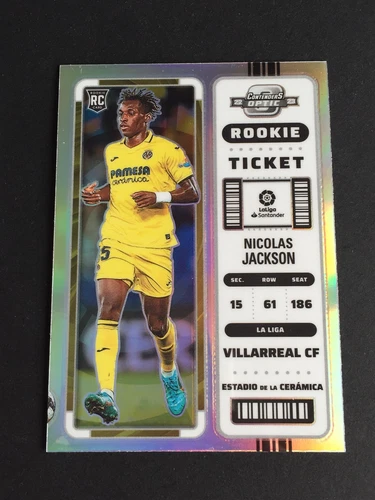 RC
CONTENDERS
OPTIC
ROOKIE
TICKET
LaLiga
Santander
NICOLAS
JACKSON
SEC. ROW SEAT
15 61 186
LA LIGA
VILLARREAL CF
ESTADIO DE LA CERÁMICA
PAMESA
cerámica
5